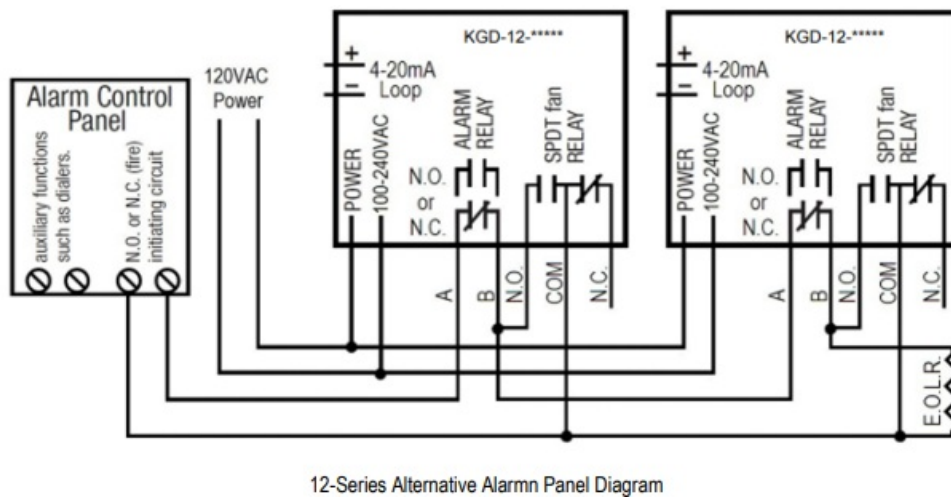 KGD-12-*****
KGD-12-*****
120VAC
Power
Alarm Control
Panel
auxiliary functions
such as dialers.
N.O. or N.C. (fire)
initiating circuit
+
4-20mA
−
Loop
POWER
100-240VAC
ALARM
RELAY
N.O.
or
N.C.
SPDT fan
RELAY
A
B
N.O.
COM
N.C.
+
4-20mA
−
Loop
POWER
100-240VAC
ALARM
RELAY
N.O.
or
N.C.
SPDT fan
RELAY
A
B
N.O.
COM
N.C.
E.O.L.R.
12-Series Alternative Alarmn Panel Diagram